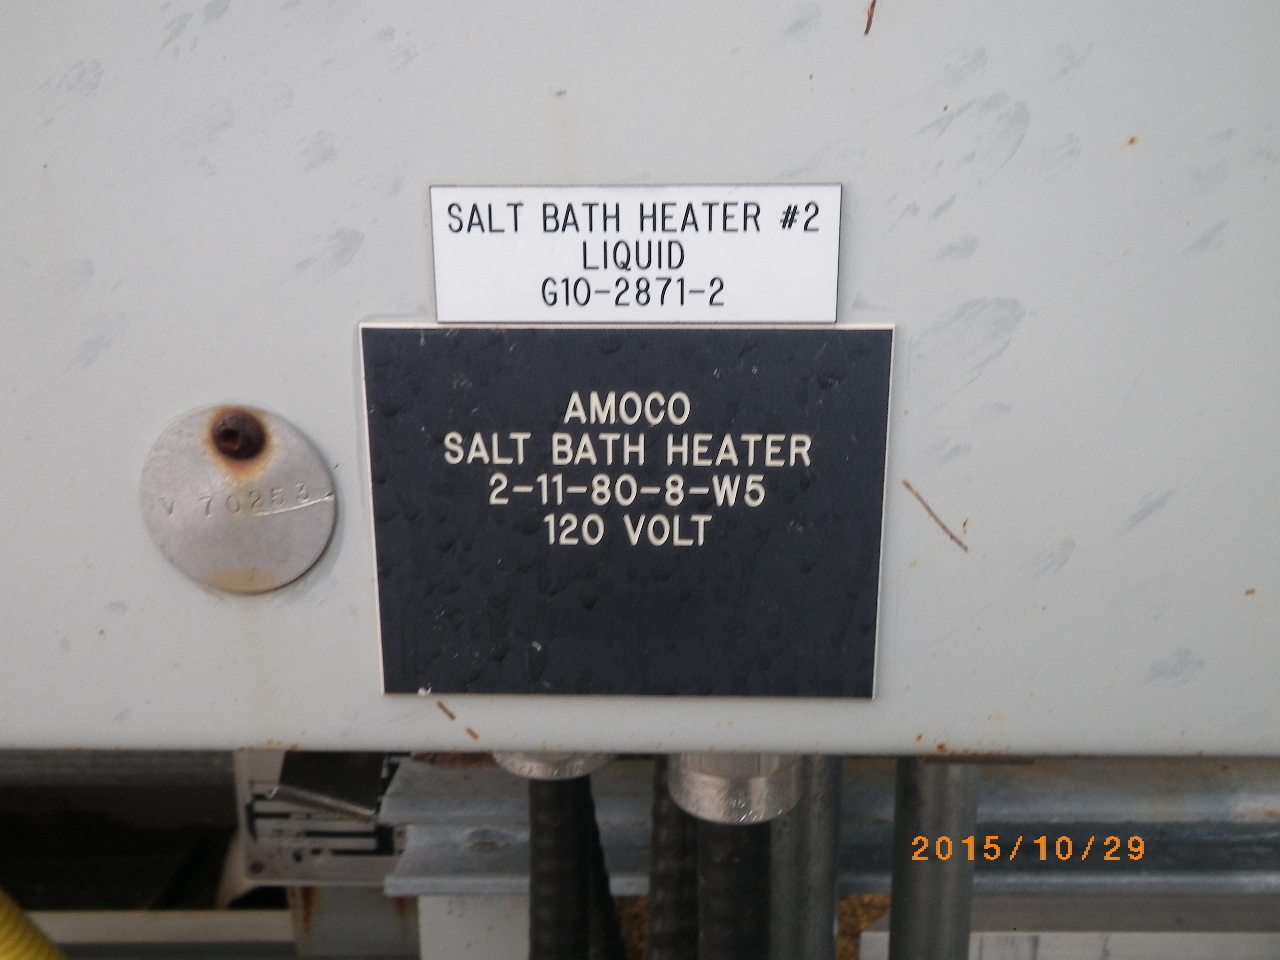 SALT BATH HEATER #2
LIQUID
G10-2871-2
AMOCO
SALT BATH HEATER
2-11-80-8-W5
120 VOLT
V 70253
2015/10/29